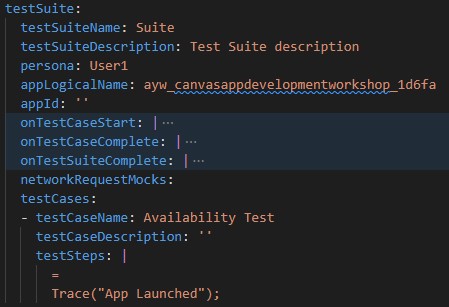 testSuite:
  testSuiteName: Suite
  testSuiteDescription: Test Suite description
  persona: User1
  appLogicalName: ayw_canvasappdevelopmentworkshop_1d6fa
  appId: ''
  onTestCaseStart: |···
  onTestCaseComplete: |···
  onTestSuiteComplete: |···
  networkRequestMocks:
  testCases:
  - testCaseName: Availability Test
    testCaseDescription: ''
    testSteps: |
      =
      Trace("App Launched");